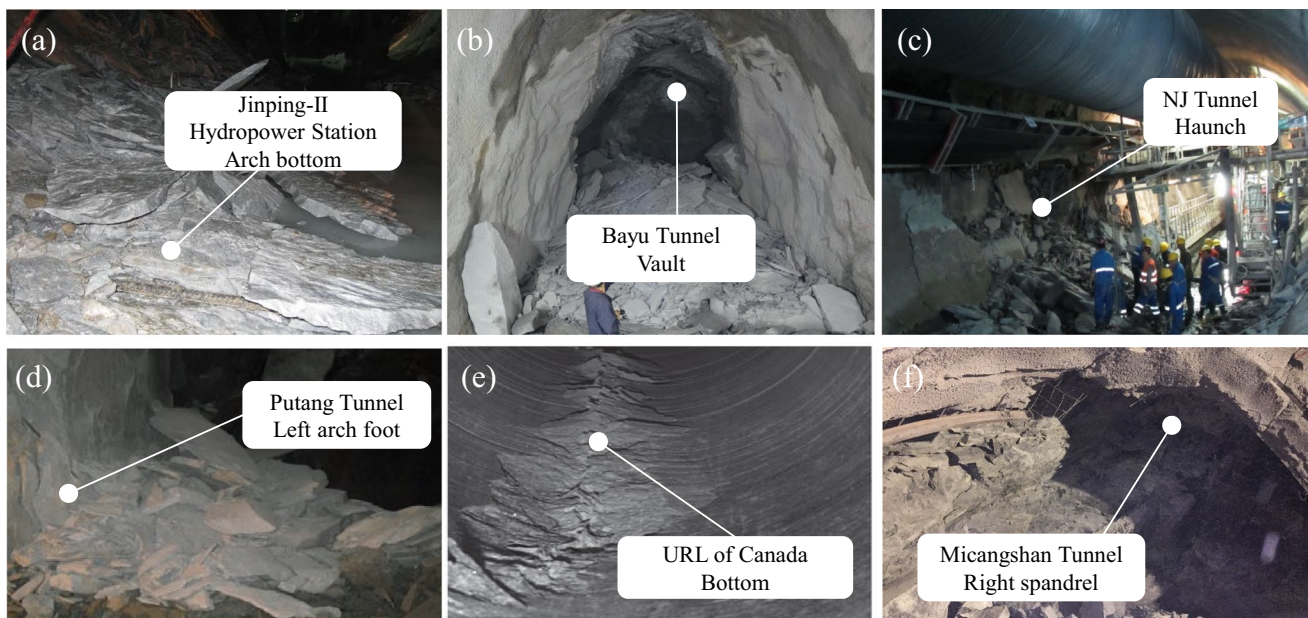 (a)
Jinping-II
Hydropower Station
Arch bottom
(b)
Bayu Tunnel
Vault
(c)
NJ Tunnel
Haunch
(d)
Putang Tunnel
Left arch foot
(e)
URL of Canada
Bottom
(f)
Micangshan Tunnel
Right spandrel